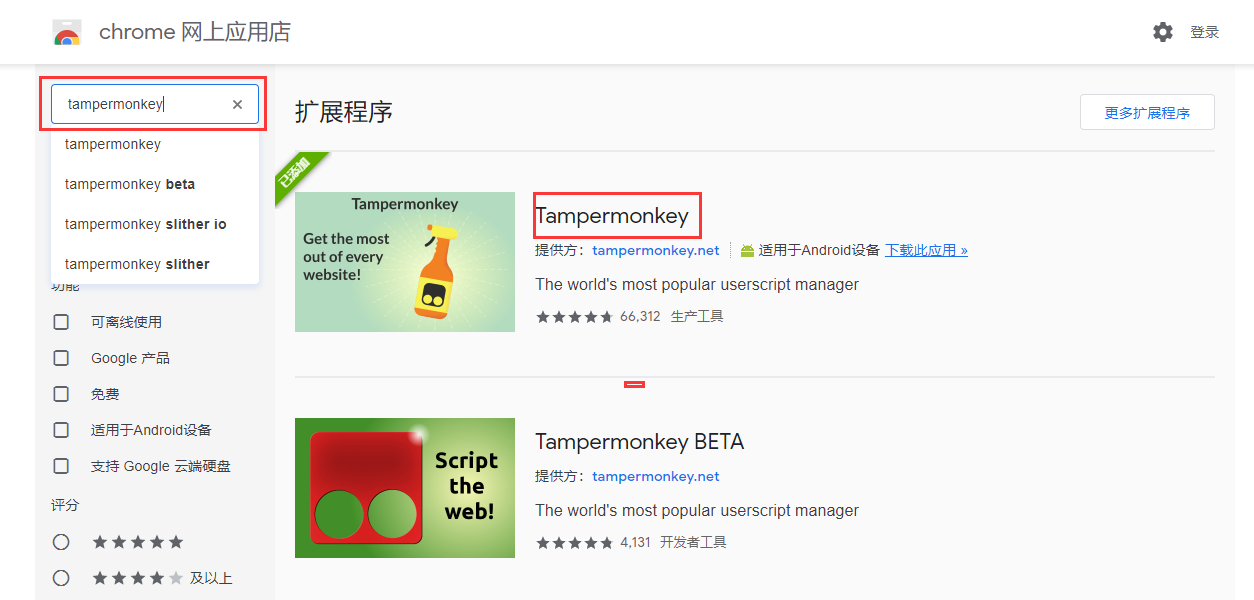 chrome 网上应用店
登录
tampermonkey
tampermonkey
tampermonkey beta
tampermonkey slither io
tampermonkey slither
功能
可离线使用
Google 产品
免费
适用于Android设备
支持 Google 云端硬盘
评分
及以上
扩展程序
更多扩展程序
已添加
Tampermonkey
Get the most
out of every
website!
Tampermonkey
提供方： tampermonkey.net 适用于Android设备 下载此应用 »
The world's most popular userscript manager
66,312 生产工具
Script
the
web!
Tampermonkey BETA
提供方： tampermonkey.net
The world's most popular userscript manager
4,131 开发者工具